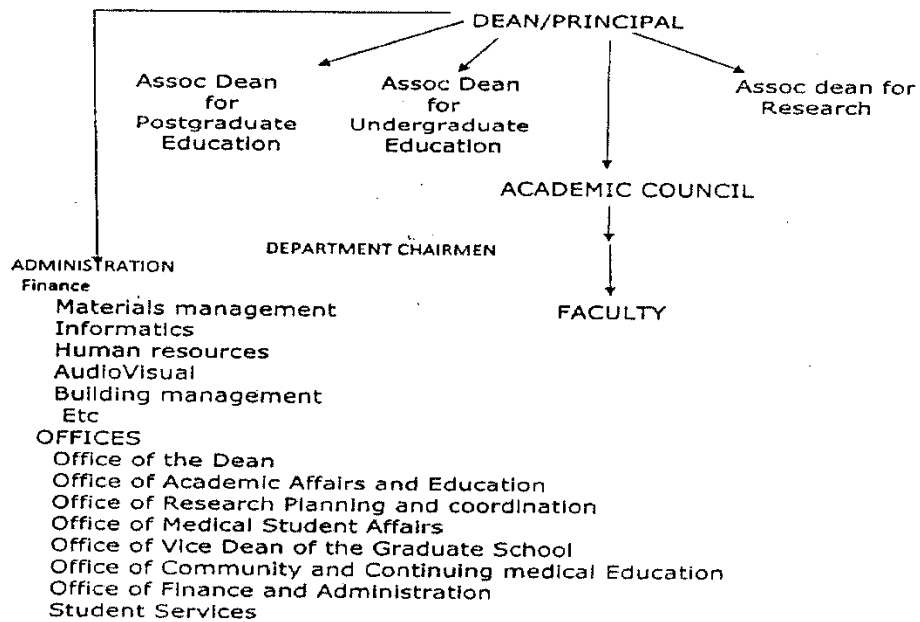 DEAN/PRINCIPAL
Assoc Dean
for
Postgraduate
Education
Assoc Dean
for
Undergraduate
Education
Assoc dean for
Research
ACADEMIC COUNCIL
DEPARTMENT CHAIRMEN
FACULTY
ADMINISTRATION
Finance
Materials management
Informatics
Human resources
AudioVisual
Building management
Etc
OFFICES
Office of the Dean
Office of Academic Affairs and Education
Office of Research Planning and coordination
Office of Medical Student Affairs
Office of Vice Dean of the Graduate School
Office of Community and Continuing medical Education
Office of Finance and Administration
Student Services